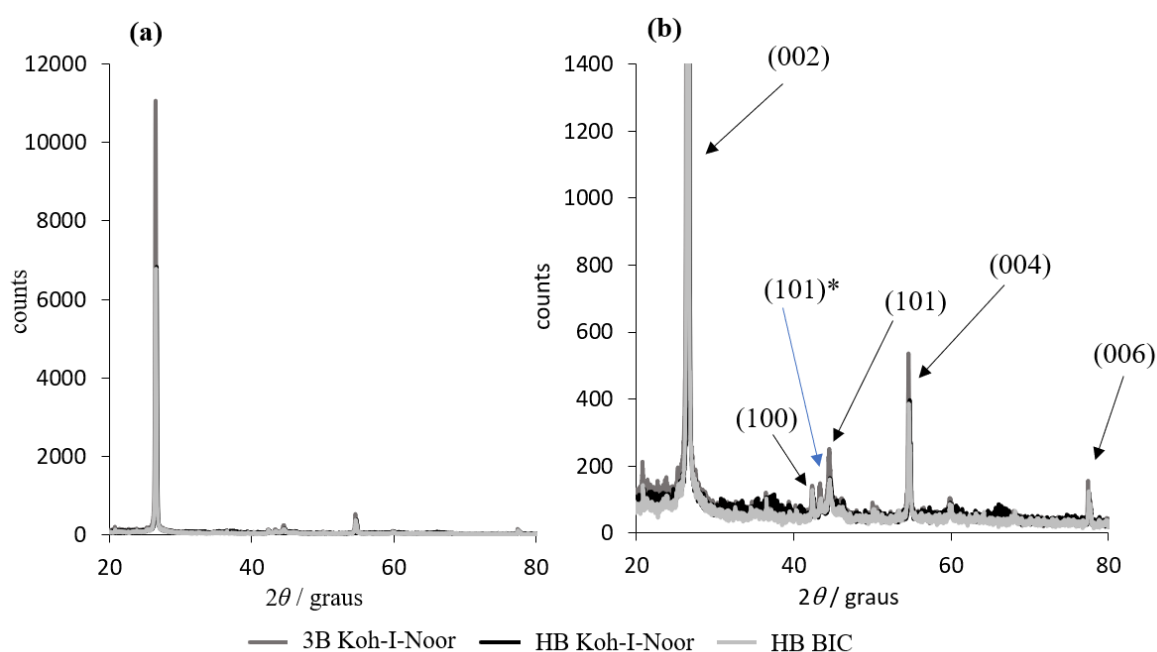 (a)
12000
10000
8000
6000
4000
2000
0
counts
20 40 60 80
2θ / graus
(b)
1400
1200
1000
800
600
400
200
0
counts
20 40 60 80
2θ / graus
(002)
(004)
(101)*
(101)
(006)
(100)
3B Koh-I-Noor HB Koh-I-Noor HB BIC